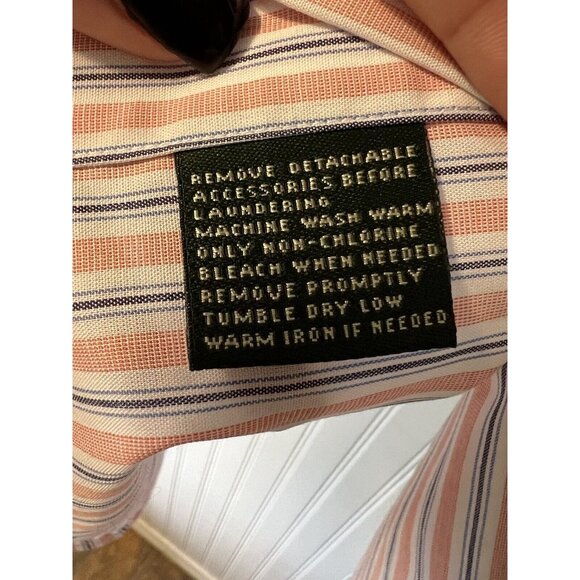 REMOVE DETACHABLE
ACCESSORIES BEFORE
LAUNDERING
MACHINE WASH WARM
ONLY NON-CHLORINE
BLEACH WHEN NEEDED
REMOVE PROMPTLY
TUMBLE DRY LOW
WARM IRON IF NEEDED